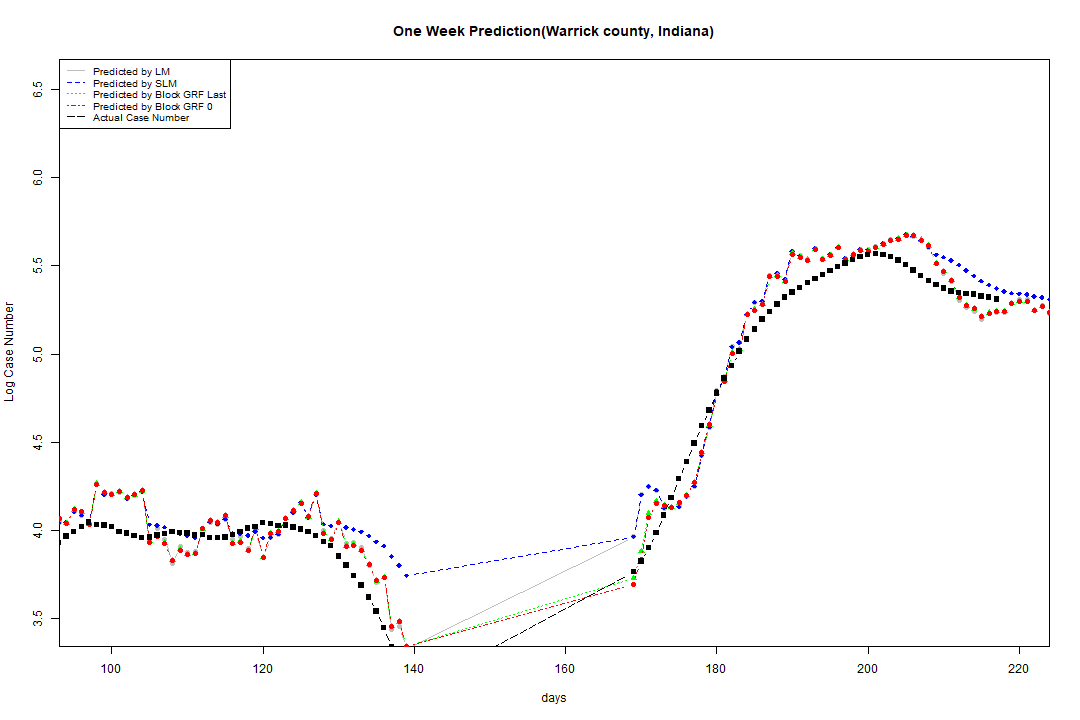 One Week Prediction(Warrick county, Indiana)
Predicted by LM
Predicted by SLM
Predicted by Block GRF Last
Predicted by Block GRF 0
Actual Case Number
Log Case Number
6.5
6.0
5.5
5.0
4.5
4.0
3.5
100 120 140 160 180 200 220
days